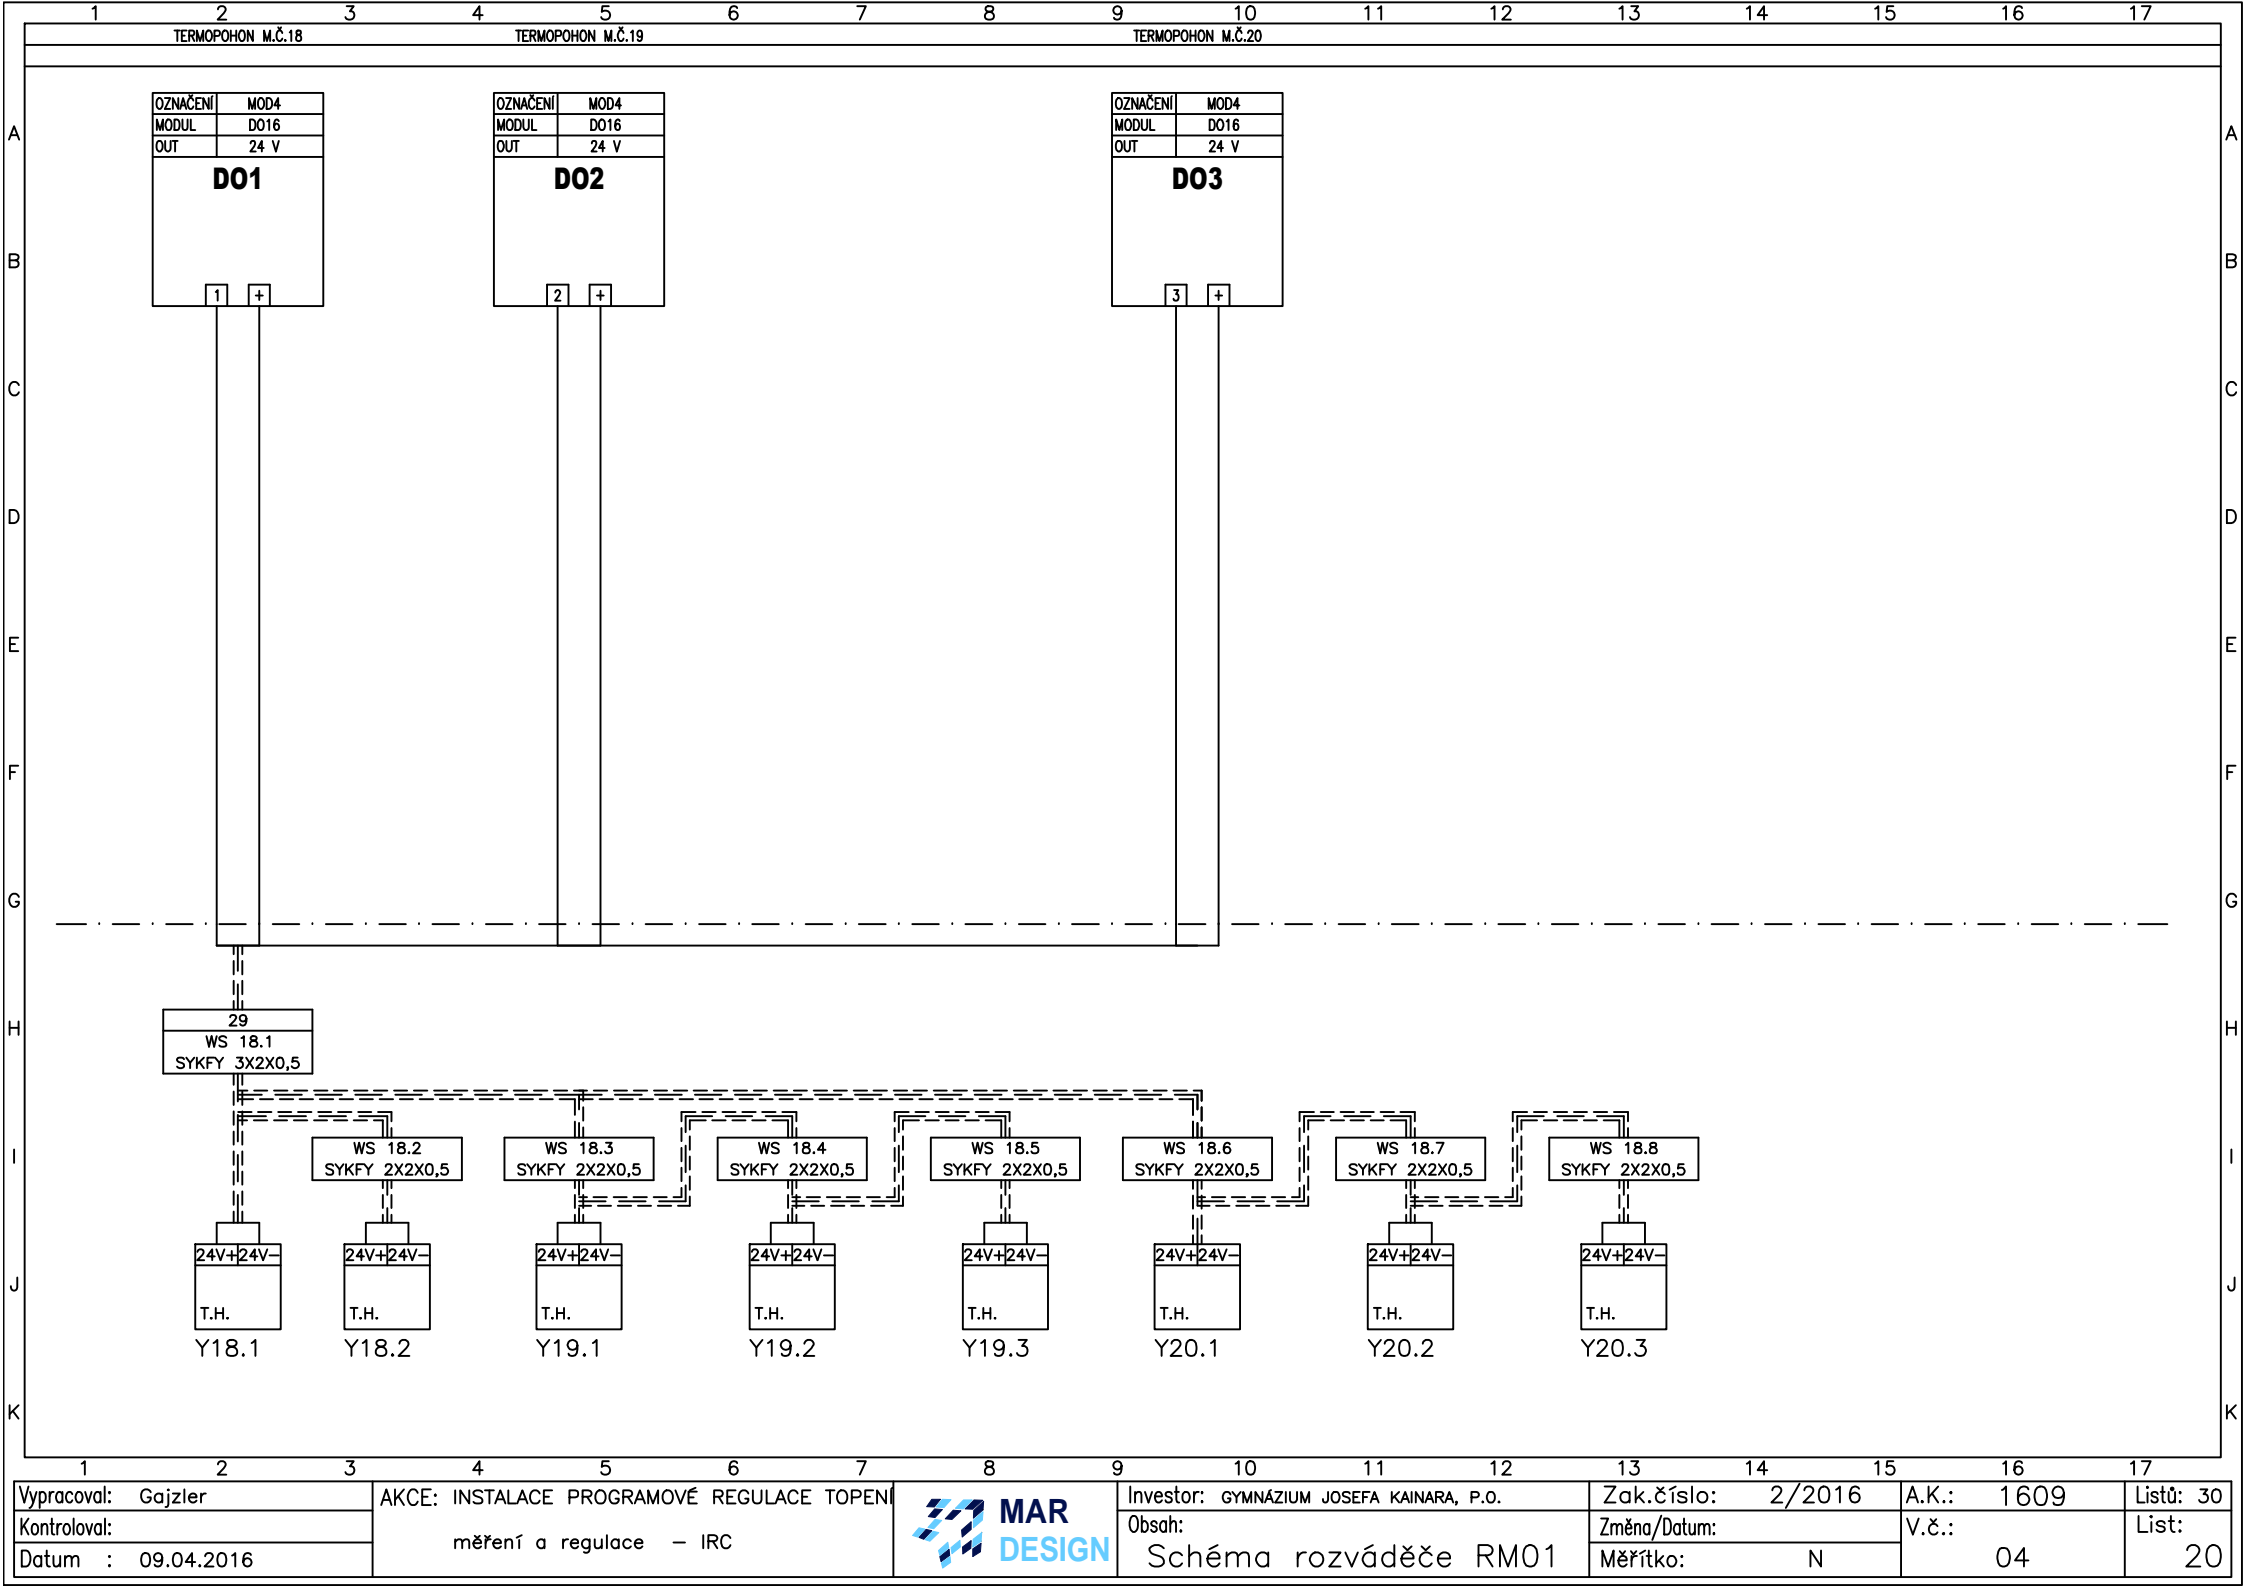 1 2 3 4 5 6 7 8 9 10 11 12 13 14 15 16 17
TERMOPOHON M.Č.18 TERMOPOHON M.Č.19 TERMOPOHON M.Č.20
OZNAČENÍ MOD4 OZNAČENÍ MOD4 OZNAČENÍ MOD4
A MODUL DO16 MODUL DO16 MODUL DO16 A
OUT 24 V OUT 24 V OUT 24 V
DO1 DO2 DO3
B B
1 + 2 + 3 +
C C
D D
E E
F F
G G
29
H H
WS 18.1
SYKFY 3X2X0,5
WS 18.2 WS 18.3 WS 18.4 WS 18.5 WS 18.6 WS 18.7 WS 18.8
I I
SYKFY 2X2X0,5 SYKFY 2X2X0,5 SYKFY 2X2X0,5 SYKFY 2X2X0,5 SYKFY 2X2X0,5 SYKFY 2X2X0,5 SYKFY 2X2X0,5
24V+ 24V- 24V+ 24V- 24V+ 24V- 24V+ 24V- 24V+ 24V- 24V+ 24V- 24V+ 24V- 24V+ 24V-
J J
T.H. T.H. T.H. T.H. T.H. T.H. T.H. T.H.
Y18.1 Y18.2 Y19.1 Y19.2 Y19.3 Y20.1 Y20.2 Y20.3
K K
1 2 3 4 5 6 7 8 9 10 11 12 13 14 15 16 17
Vypracoval: Gajzler
Kontroloval:
Datum : 09.04.2016
AKCE: INSTALACE PROGRAMOVÉ REGULACE TOPENÍ
měření a regulace – IRC
MAR
DESIGN
Investor: GYMNÁZIUM JOSEFA KAINARA, P.O.
Obsah:
Schéma rozváděče RM01
Zak.číslo: 2/2016
Změna/Datum:
Měřítko: N
A.K.: 1609
V.č.:
04
Listů: 30
List:
20